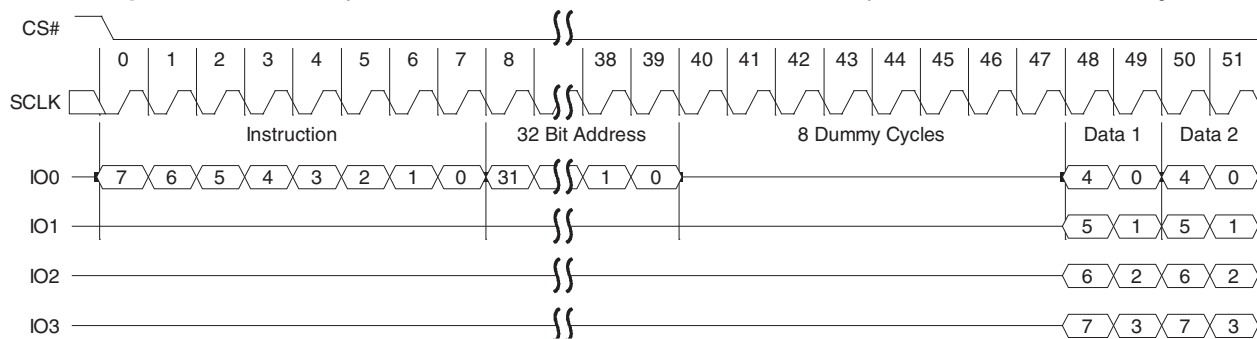 CS#
0 1 2 3 4 5 6 7 8 38 39 40 41 42 43 44 45 46 47 48 49 50 51
SCLK
Instruction 32 Bit Address 8 Dummy Cycles Data 1 Data 2
IO0 7 6 5 4 3 2 1 0 31 1 0 4 0 4 0
IO1 5 1 5 1
IO2 6 2 6 2
IO3 7 3 7 3